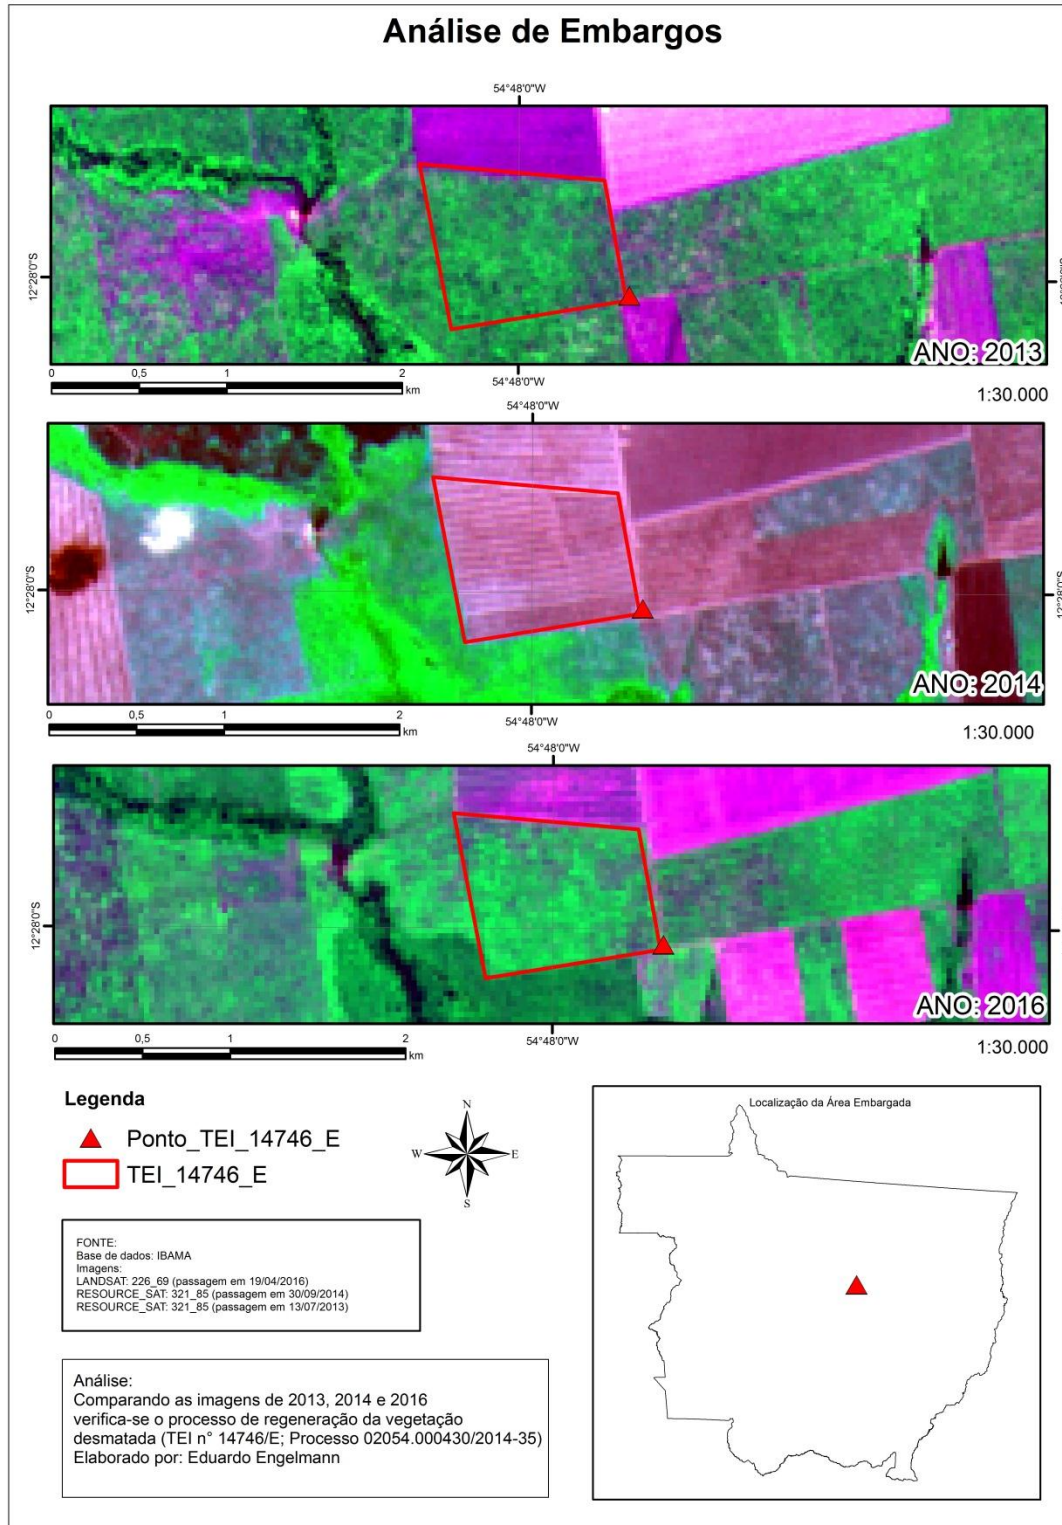 Análise de Embargos
54°48'0"W
12°28'0"S
ANO: 2013
0 0,5 1 2
km
54°48'0"W
1:30.000
54°48'0"W
12°28'0"S
12°28'0"S
ANO: 2014
0 0,5 1 2
km
54°48'0"W
1:30.000
54°48'0"W
12°28'0"S
ANO: 2016
0 0,5 1 2
km
54°48'0"W
1:30.000
Legenda
Ponto_TEI_14746_E
TEI_14746_E
N
W E
S
FONTE:
Base de dados: IBAMA
Imagens:
LANDSAT: 226_69 (passagem em 19/04/2016)
RESOURCE_SAT: 321_85 (passagem em 30/09/2014)
RESOURCE_SAT: 321_85 (passagem em 13/07/2013)
Análise:
Comparando as imagens de 2013, 2014 e 2016
verifica-se o processo de regeneração da vegetação
desmatada (TEI n° 14746/E; Processo 02054.000430/2014-35)
Elaborado por: Eduardo Engelmann
Localização da Área Embargada